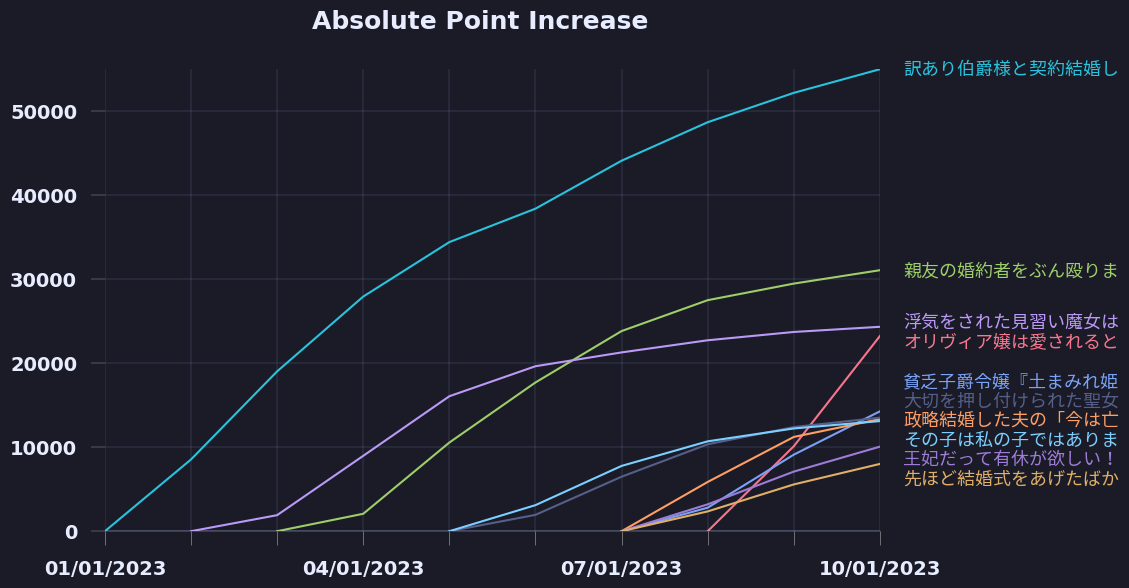 Absolute Point Increase
訳あり伯爵様と契約結婚し
50000
40000
30000
親友の婚約者をぶん殴りま
浮気をされた見習い魔女は
オリヴィア嬢は愛されると
20000
貧乏子爵令嬢『土まみれ姫
大切を押し付けられた聖女
政略結婚した夫の「今は亡
その子は私の子ではありま
10000
王妃だって有休が欲しい！
先ほど結婚式をあげたばか
0
01/01/2023
04/01/2023
07/01/2023
10/01/2023